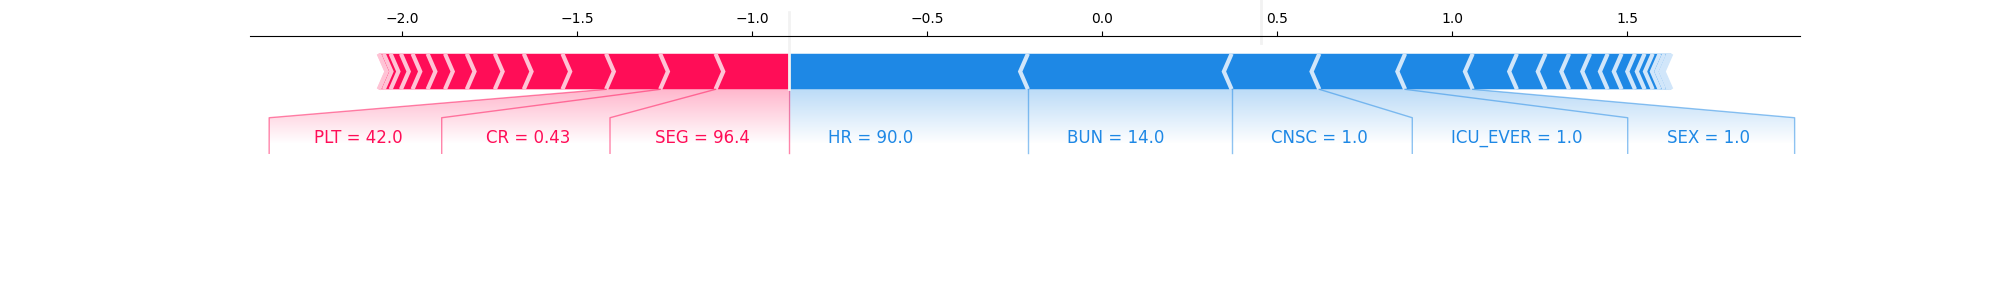 −2.0 −1.5 −1.0 −0.5 0.0 0.5 1.0 1.5
PLT = 42.0 CR = 0.43 SEG = 96.4 HR = 90.0 BUN = 14.0 CNSC = 1.0 ICU_EVER = 1.0 SEX = 1.0